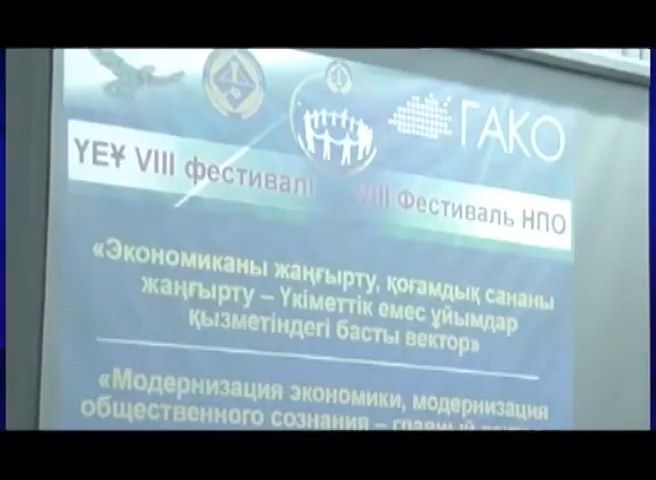 ГАКО
ҮЕҰ VIII фестивалі
VIII Фестиваль НПО
«Экономиканы жаңғырту, қоғамдық сананы
жаңғырту – Үкіметтік емес ұйымдар
қызметіндегі басты вектор»
«Модернизация экономики, модернизация
общественного сознания – главный